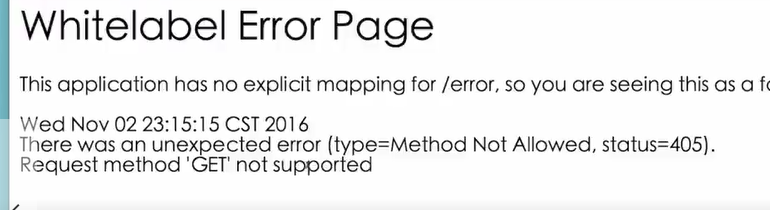 Whitelabel Error Page
This application has no explicit mapping for /error, so you are seeing this as a
Wed Nov 02 23:15:15 CST 2016
There was an unexpected error (type=Method Not Allowed, status=405).
Request method 'GET' not supported